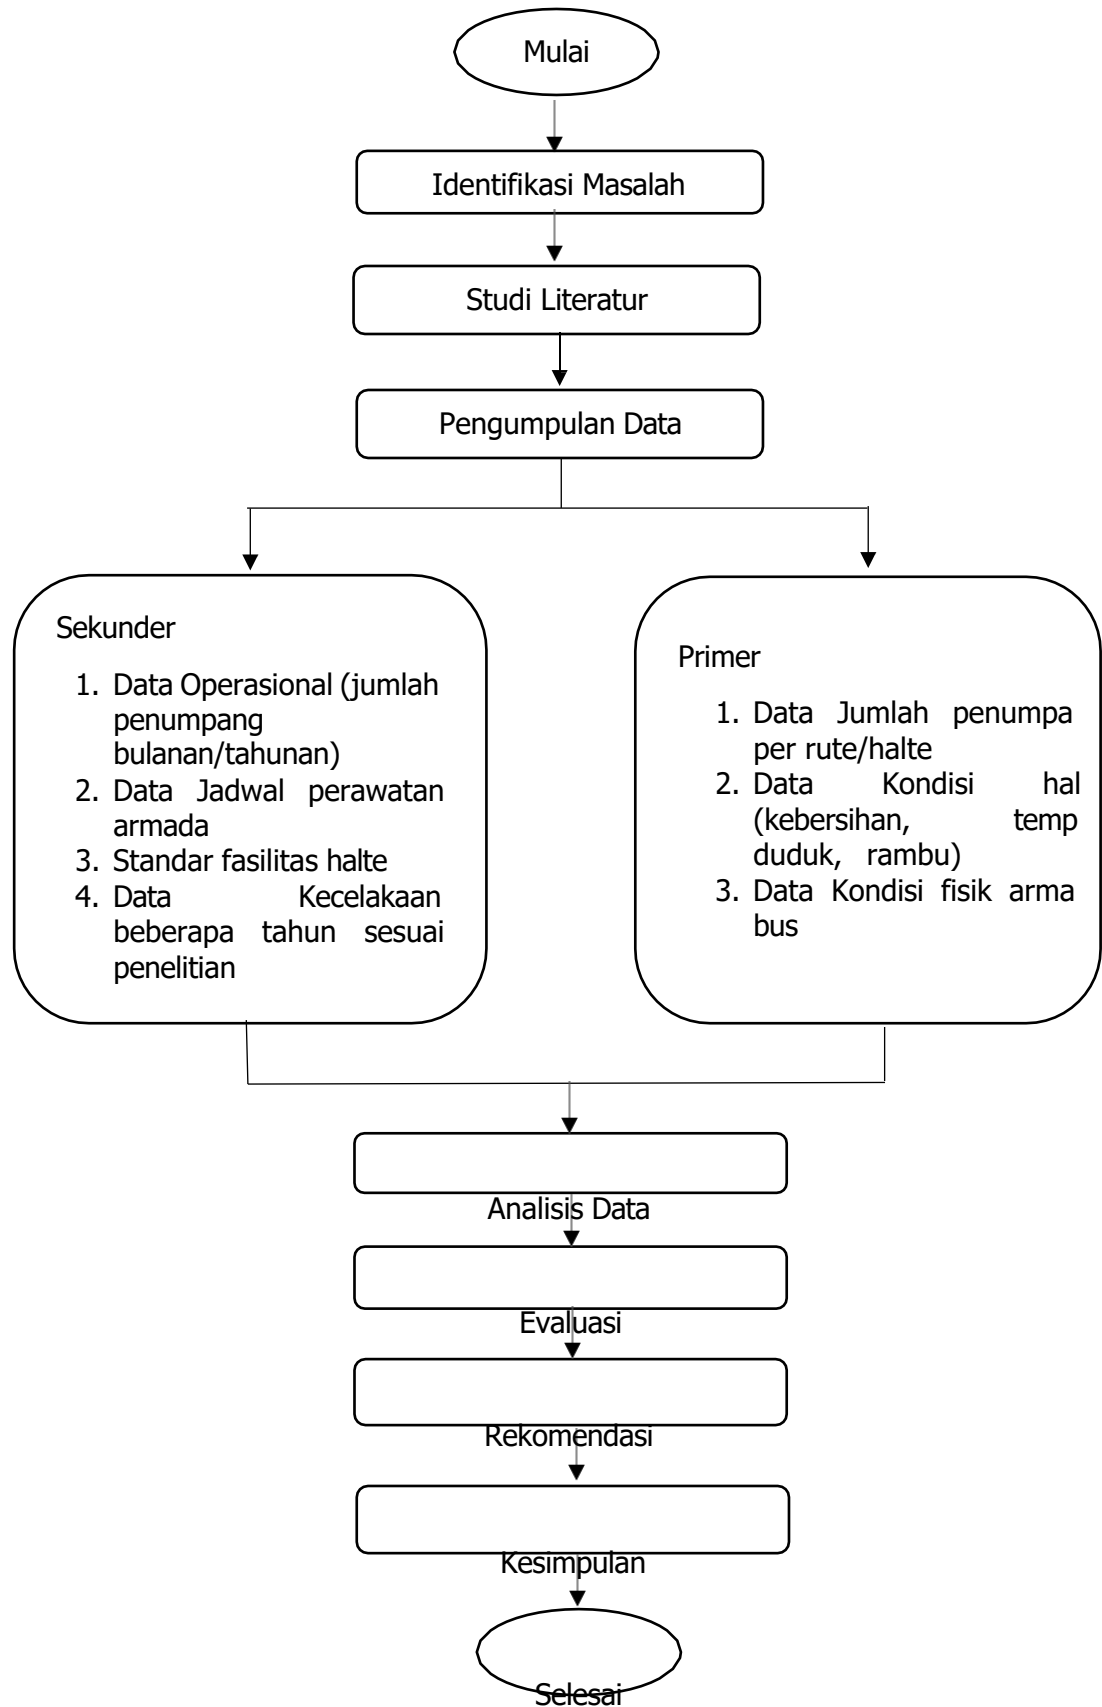 Mulai
Identifikasi Masalah
Studi Literatur
Pengumpulan Data
Sekunder
1. Data Operasional (jumlah
penumpang
bulanan/tahunan)
2. Data Jadwal perawatan
armada
3. Standar fasilitas halte
4. Data Kecelakaan
beberapa tahun sesuai
penelitian
Primer
1. Data Jumlah penumpa
per rute/halte
2. Data Kondisi hal
(kebersihan, temp
duduk, rambu)
3. Data Kondisi fisik arma
bus
Analisis Data
Evaluasi
Rekomendasi
Kesimpulan
Selesai